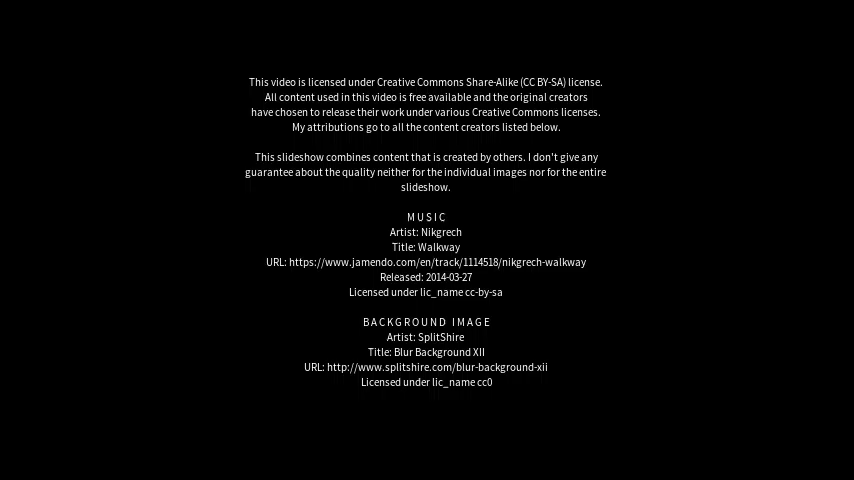 This video is licensed under Creative Commons Share-Alike (CC BY-SA) license.
All content used in this video is free available and the original creators
have chosen to release their work under various Creative Commons licenses.
My attributions go to all the content creators listed below.
This slideshow combines content that is created by others. I don't give any
guarantee about the quality neither for the individual images nor for the entire
slideshow.
MUSIC
Artist: Nikgrech
Title: Walkway
URL: https://www.jamendo.com/en/track/1114518/nikgrech-walkway
Released: 2014-03-27
Licensed under lic_name cc-by-sa
BACKGROUND IMAGE
Artist: SplitShire
Title: Blur Background XII
URL: http://www.splitshire.com/blur-background-xii
Licensed under lic_name cc0